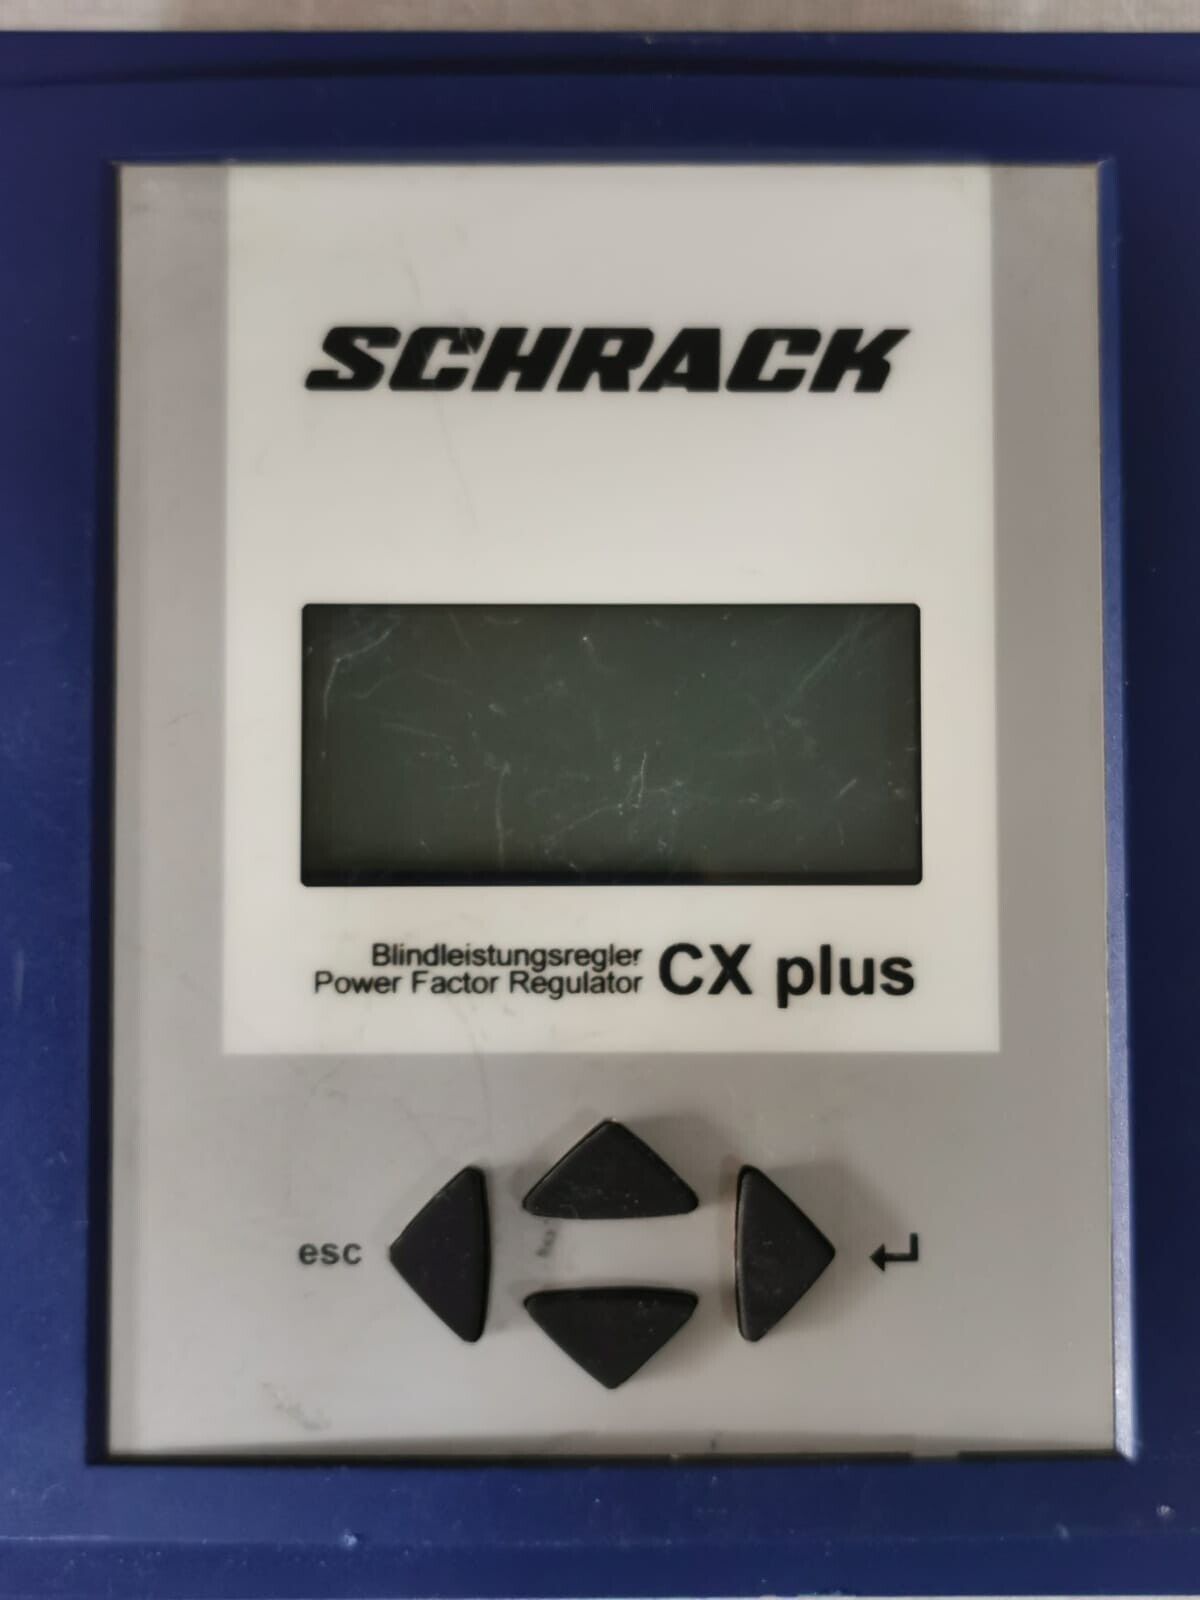 SCHRACK
Blindleistungsregler
Power Factor Regulator
CX plus
esc